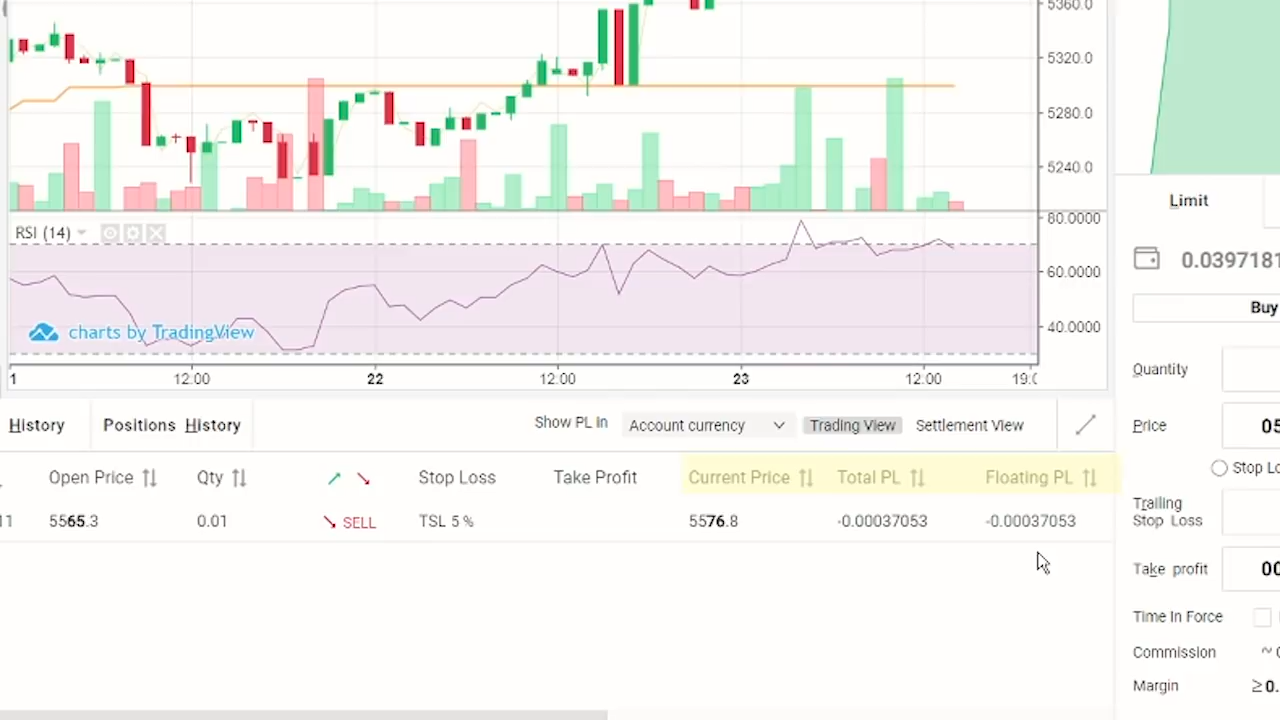 5360.0
5320.0
5280.0
5240.0
80.0000
RSI (14)
60.0000
charts by TradingView
40.0000
1 12:00 22 12:00 23 12:00 19:0
History Positions History Show PL In Account currency Trading View Settlement View
Open Price Qty Stop Loss Take Profit Current Price Total PL Floating PL
11 5565.3 0.01 SELL TSL 5 % 5576.8 -0.00037053 -0.00037053
Limit
0.0397181
Buy
Quantity
Price 05
Stop Lo
Trailing
Stop Loss
Take profit 00
Time In Force
Commission ~
Margin ≥0.